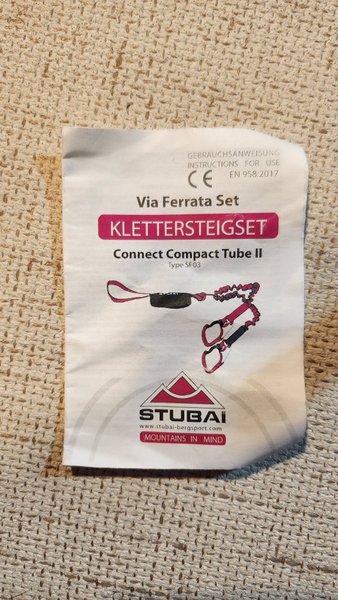 GEBRAUCHSANWEISUNG
INSTRUCTIONS FOR USE
CE EN 958:2017
Via Ferrata Set
KLETTERSTEIGSET
Connect Compact Tube II
Type SF03
STUBAI
www.stubai-bergsport.com
MOUNTAINS IN MIND